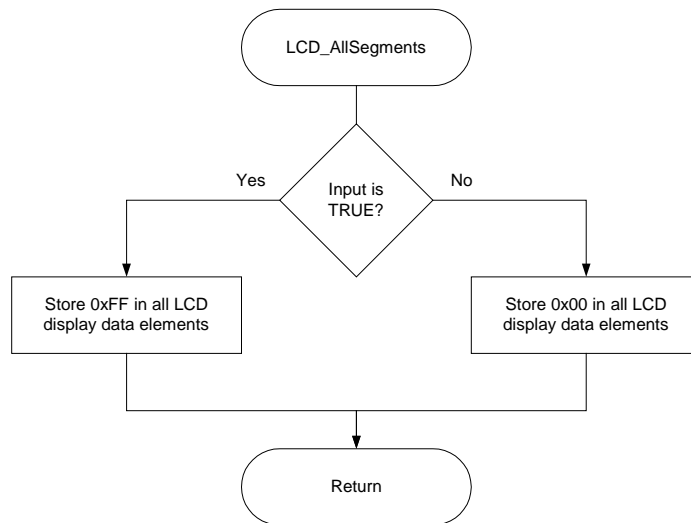 LCD_AllSegments
Yes
Input is
TRUE?
No
Store 0xFF in all LCD
display data elements
Store 0x00 in all LCD
display data elements
Return